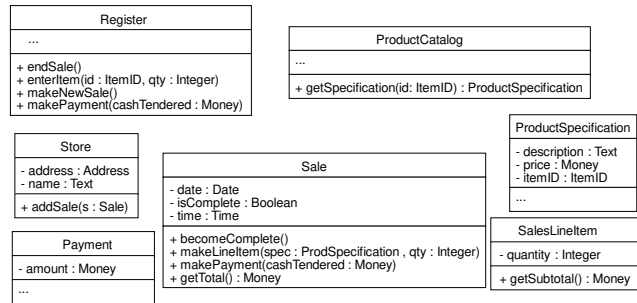 Register
...
+ endSale()
+ enterItem(id : ItemID, qty : Integer)
+ makeNewSale()
+ makePayment(cashTendered : Money)
ProductCatalog
...
+ getSpecification(id: ItemID) : ProductSpecification
Store
- address : Address
- name : Text
+ addSale(s : Sale)
Sale
- date : Date
- isComplete : Boolean
- time : Time
+ becomeComplete()
+ makeLineItem(spec : ProdSpecification , qty : Integer)
+ makePayment(cashTendered : Money)
+ getTotal() : Money
ProductSpecification
- description : Text
- price : Money
- itemID : ItemID
...
Payment
- amount : Money
...
SalesLineItem
- quantity : Integer
+ getSubtotal() : Money